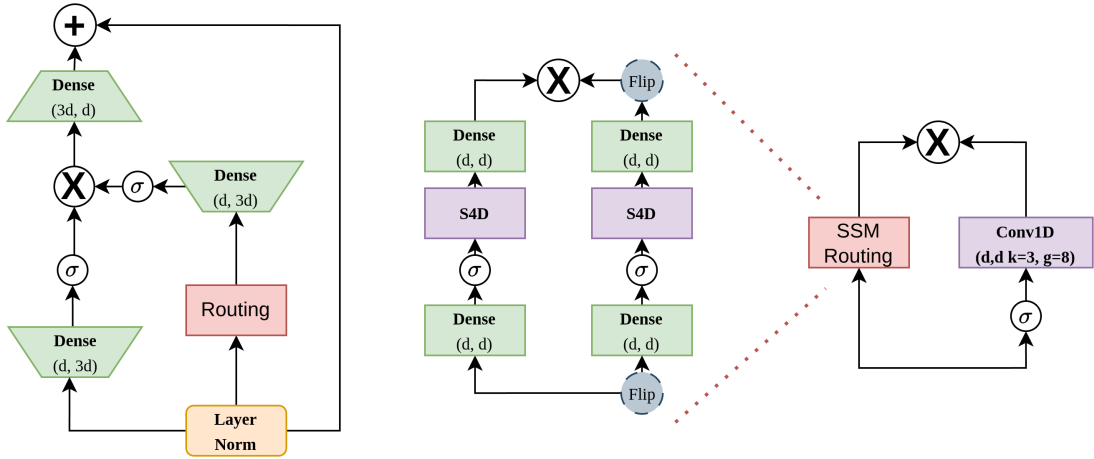 +
Dense
(3d, d)
X
σ
Dense
(d, 3d)
σ
Routing
Dense
(d, 3d)
Layer
Norm
X
Flip
Dense
(d, d)
Dense
(d, d)
S4D
S4D
σ
σ
Dense
(d, d)
Dense
(d, d)
Flip
X
SSM
Routing
Conv1D
(d,d k=3, g=8)
σ